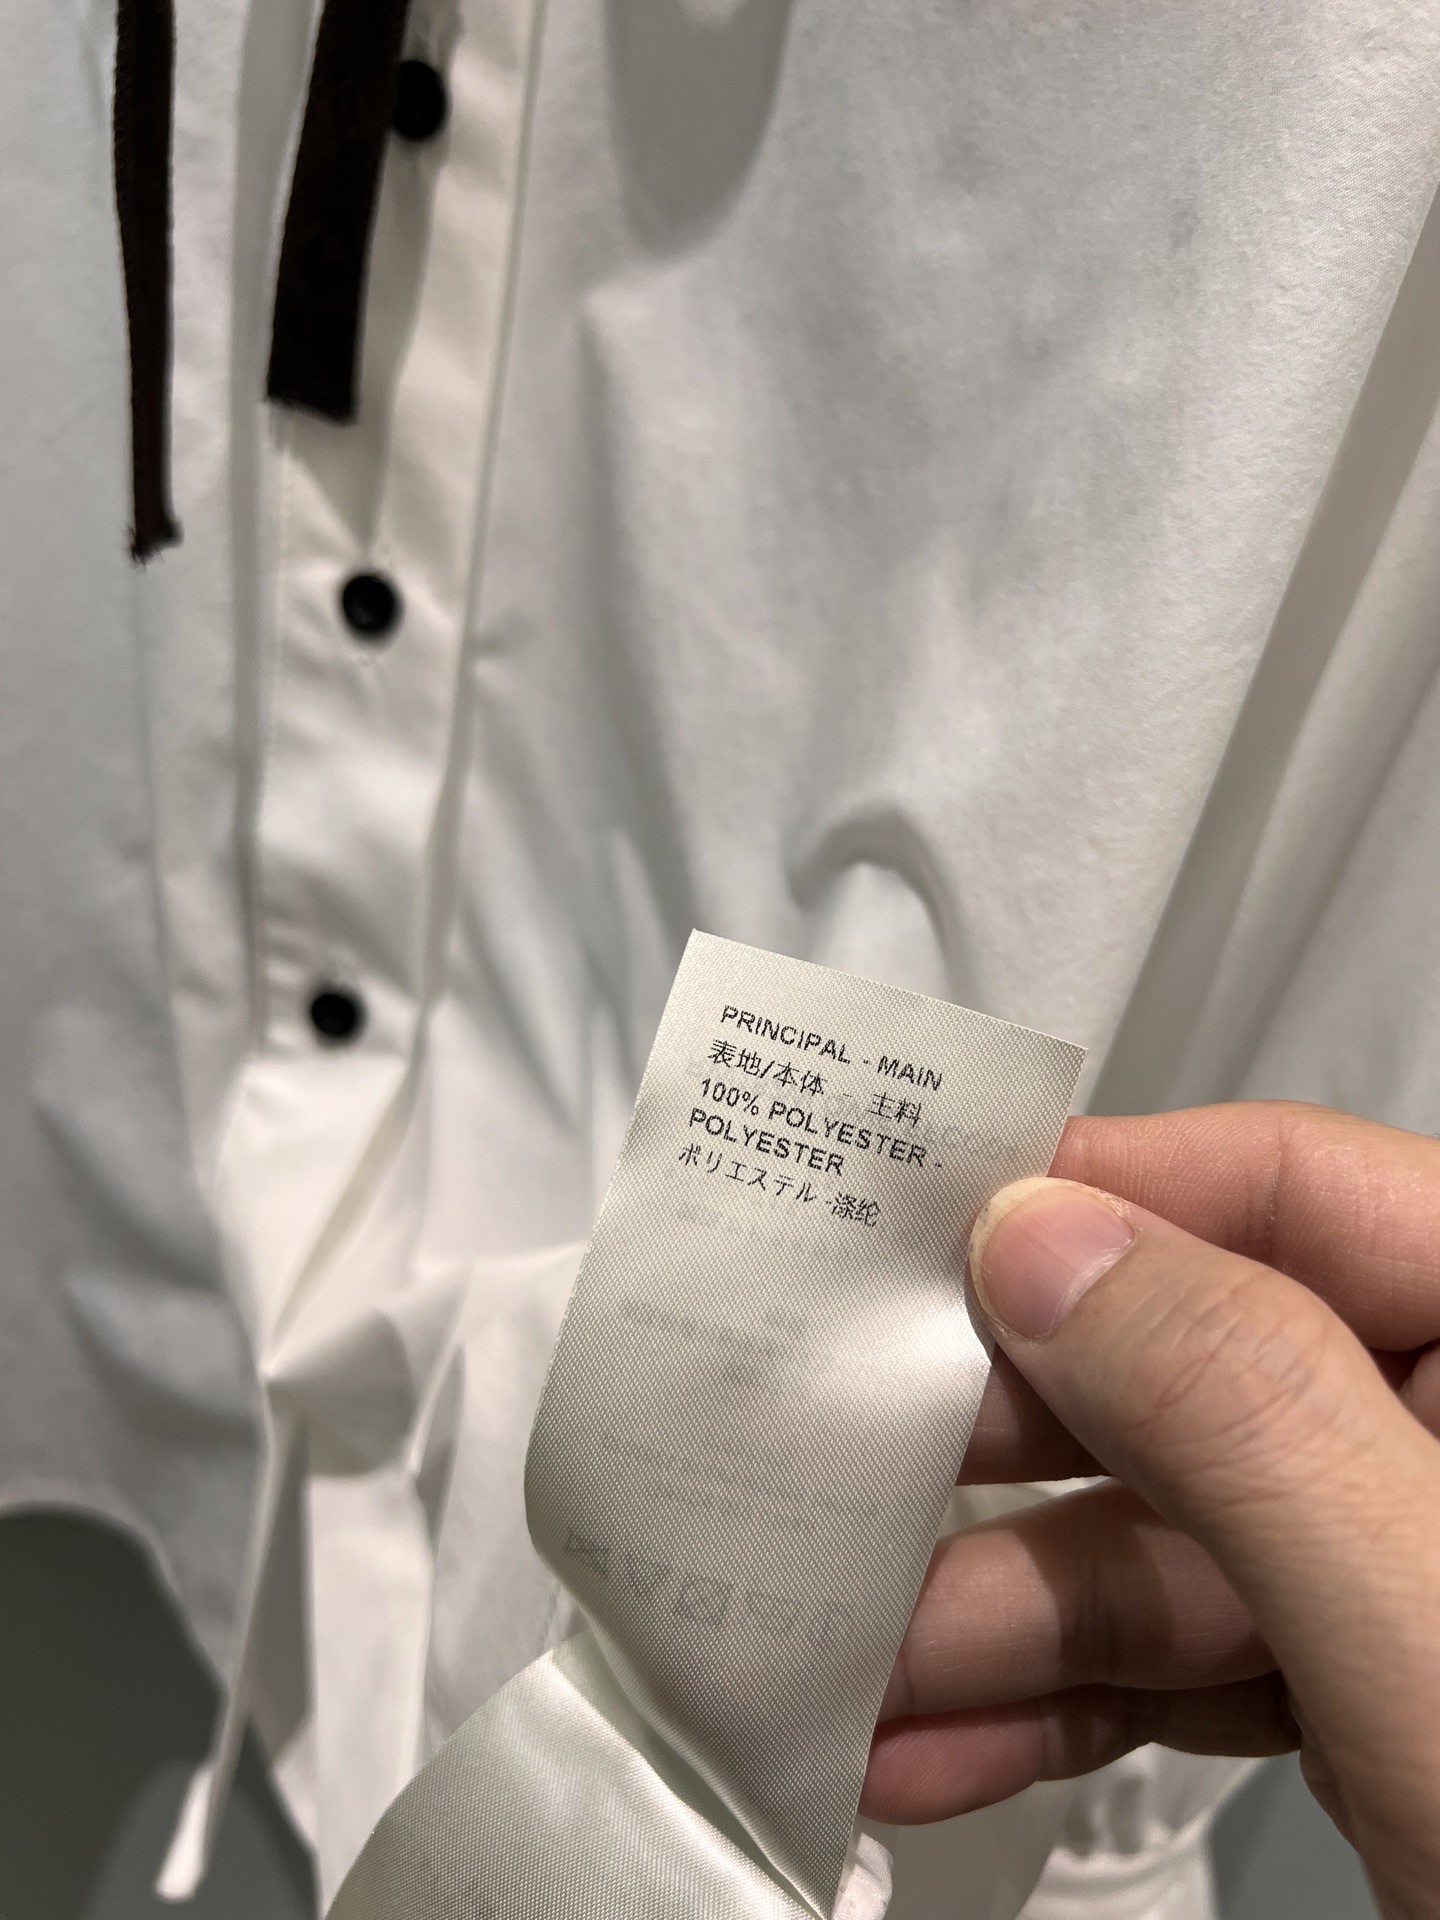 PRINCIPAL - MAIN
表地/本体 - 主料
100% POLYESTER -
POLYESTER
ポリエステル -涤纶